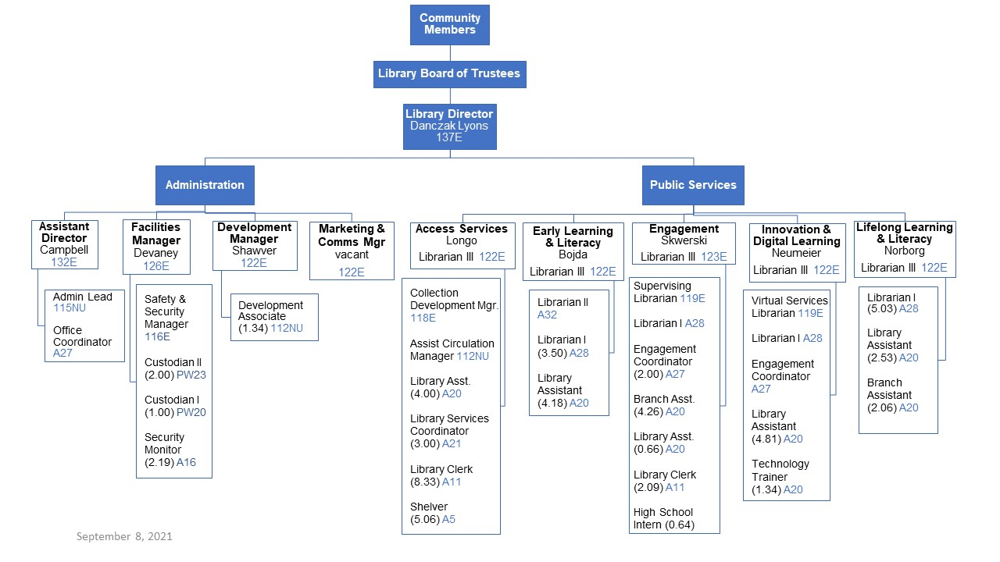 Community
Members
Library Board of Trustees
Library Director
Danczak Lyons
137E
Administration
Public Services
Assistant
Director
Campbell
132E
Admin Lead
115NU
Office
Coordinator
A27
Facilities
Manager
Devaney
126E
Safety &
Security
Manager
116E
Custodian II
(2.00) PW23
Custodian I
(1.00) PW20
Security
Monitor
(2.19) A16
Development
Manager
Shawver
122E
Development
Associate
(1.34) 112NU
Marketing &
Comms Mgr
vacant
122E
Access Services
Longo
Librarian III 122E
Collection
Development Mgr.
118E
Assist Circulation
Manager 112NU
Library Asst.
(4.00) A20
Library Services
Coordinator
(3.00) A21
Library Clerk
(8.33) A11
Shelver
(5.06) A5
Early Learning
& Literacy
Bojda
Librarian III 122E
Librarian II
A32
Librarian I
(3.50) A28
Library
Assistant
(4.18) A20
Engagement
Skwerski
Librarian III 123E
Supervising
Librarian 119E
Librarian I A28
Engagement
Coordinator
(2.00) A27
Branch Asst.
(4.26) A20
Library Asst.
(0.66) A20
Library Clerk
(2.09) A11
High School
Intern (0.64)
Innovation &
Digital Learning
Neumeier
Librarian III 122E
Virtual Services
Librarian 119E
Librarian I A28
Engagement
Coordinator
A27
Library
Assistant
(4.81) A20
Technology
Trainer
(1.34) A20
Lifelong Learning
& Literacy
Norborg
Librarian III 122E
Librarian I
(5.03) A28
Library
Assistant
(2.53) A20
Branch
Assistant
(2.06) A20
September 8, 2021